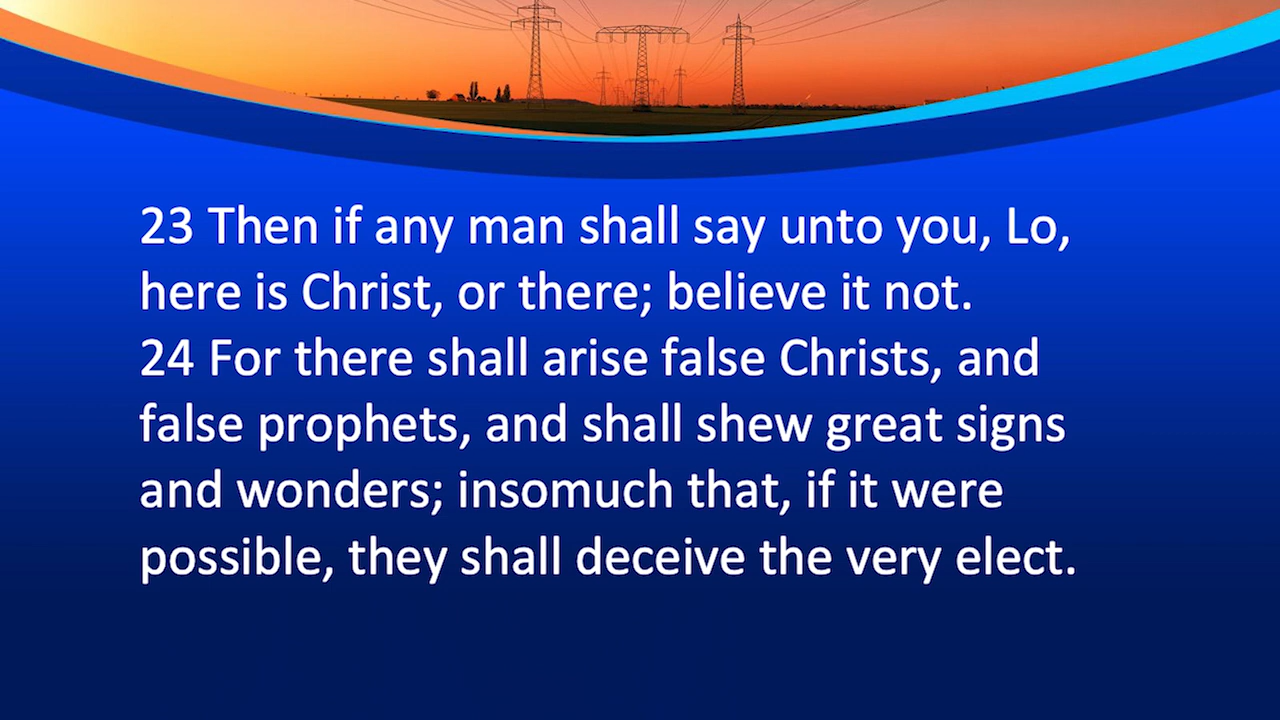 23 Then if any man shall say unto you, Lo,
here is Christ, or there; believe it not.
24 For there shall arise false Christs, and
false prophets, and shall shew great signs
and wonders; insomuch that, if it were
possible, they shall deceive the very elect.